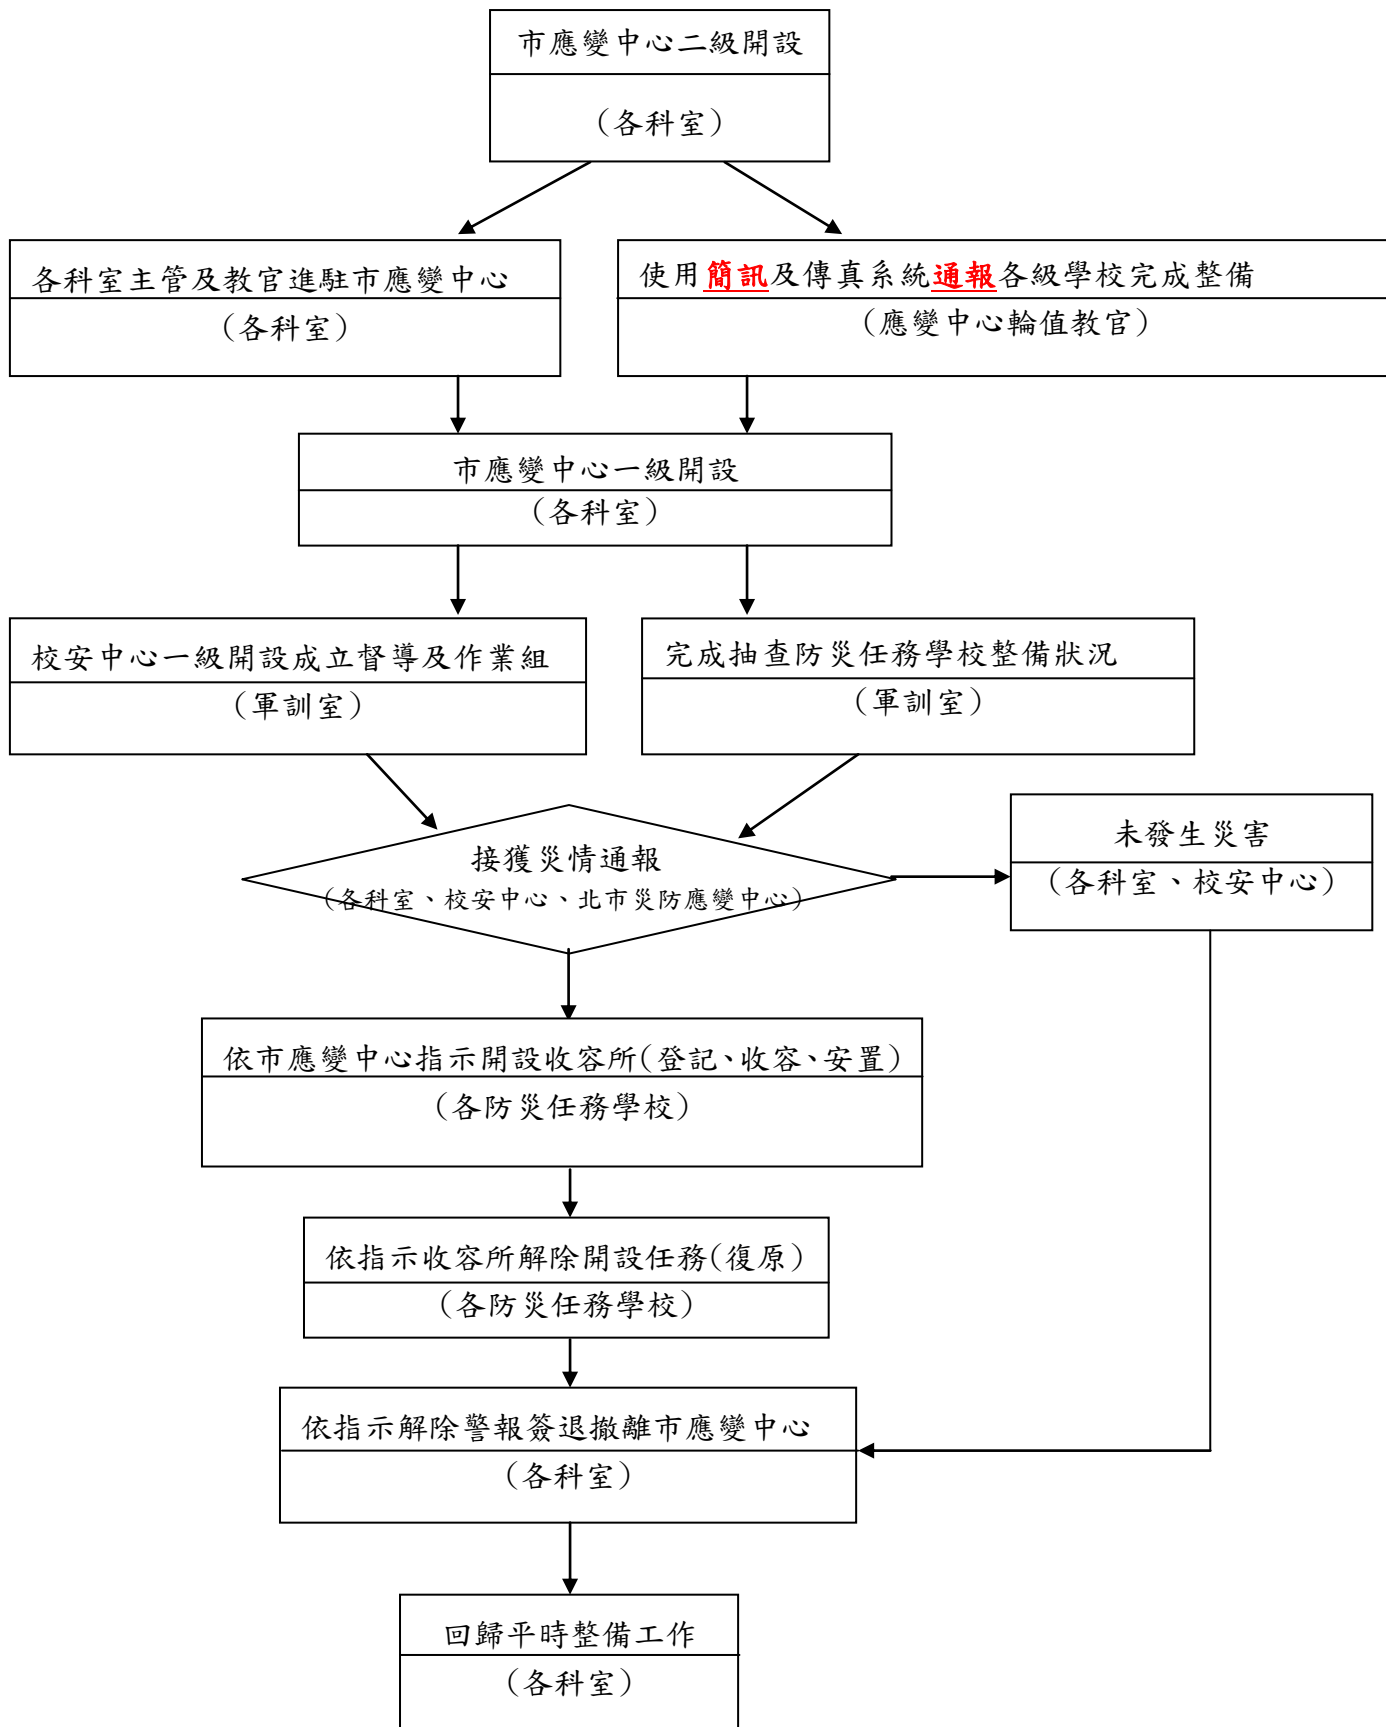 市應變中心二級開設
（各科室）
各科室主管及教官進駐市應變中心
（各科室）
使用簡訊及傳真系統通報各級學校完成整備
（應變中心輪值教官）
市應變中心一級開設
（各科室）
校安中心一級開設成立督導及作業組
（軍訓室）
完成抽查防災任務學校整備狀況
（軍訓室）
接獲災情通報
（各科室、校安中心、北市災防應變中心）
未發生災害
（各科室、校安中心）
依市應變中心指示開設收容所(登記、收容、安置)
（各防災任務學校）
依指示收容所解除開設任務(復原)
（各防災任務學校）
依指示解除警報簽退撤離市應變中心
（各科室）
回歸平時整備工作
（各科室）